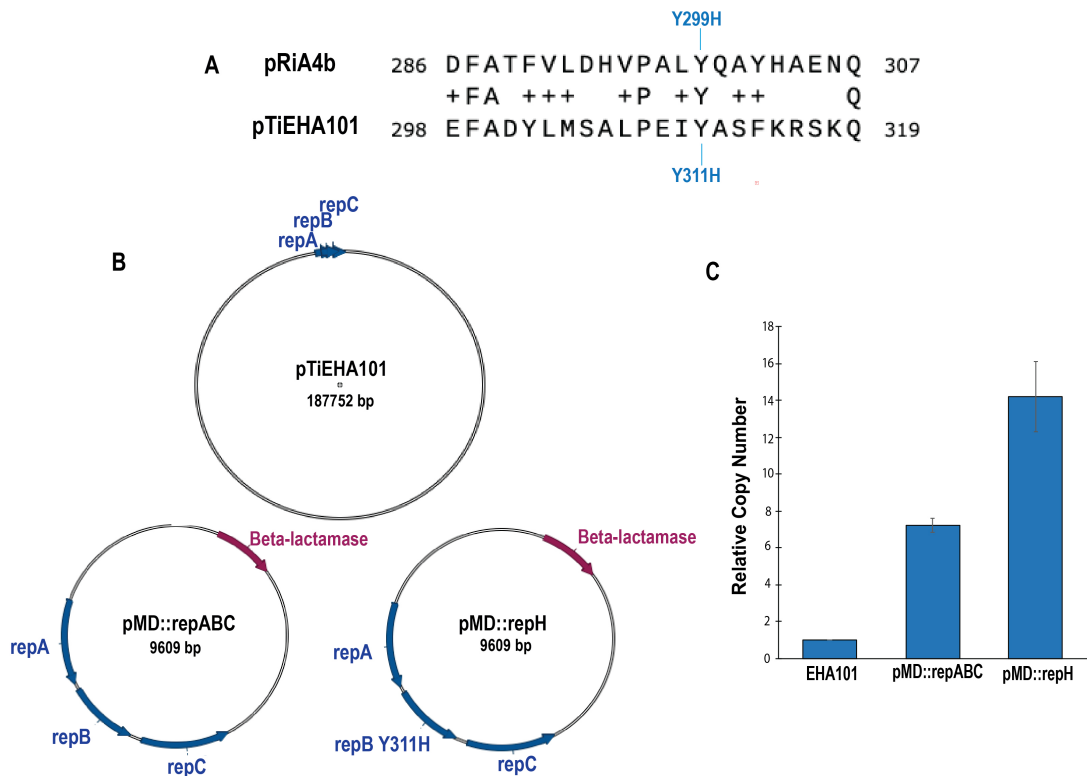 Y299H
A
pRiA4b 286 DFATFVLDHVPALYQAYHAENQ 307
+FA +++ +P +Y ++ Q
pTiEHA101 298 EFADYLMSALPEIYASFKRSKQ 319
Y311H
B
repA
repB
repC
pTiEHA101
187752 bp
Beta-lactamase
pMD::repABC
9609 bp
repA
repB
repC
Beta-lactamase
pMD::repH
9609 bp
repA
repB Y311H
repC
C
Relative Copy Number
18
16
14
12
10
8
6
4
2
0
EHA101
pMD::repABC
pMD::repH